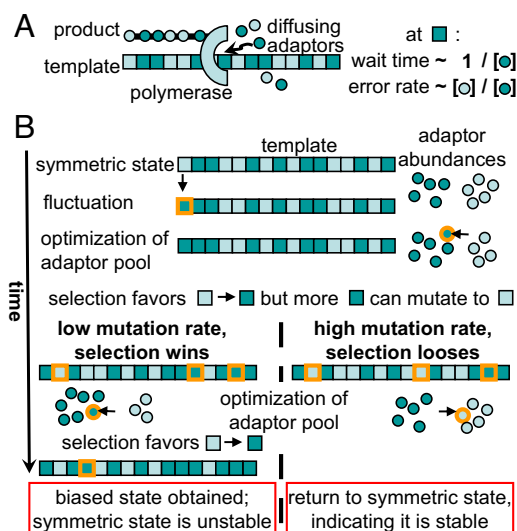 A
product
diffusing
adaptors
template
polymerase
at :
wait time ~ 1 / [ ]
error rate ~ [ ] / [ ]
B
template
adaptor
abundances
symmetric state
fluctuation
optimization of
adaptor pool
time
selection favors → but more can mutate to
low mutation rate,
selection wins
high mutation rate,
selection looses
optimization of
adaptor pool
selection favors →
biased state obtained;
symmetric state is unstable
return to symmetric state,
indicating it is stable